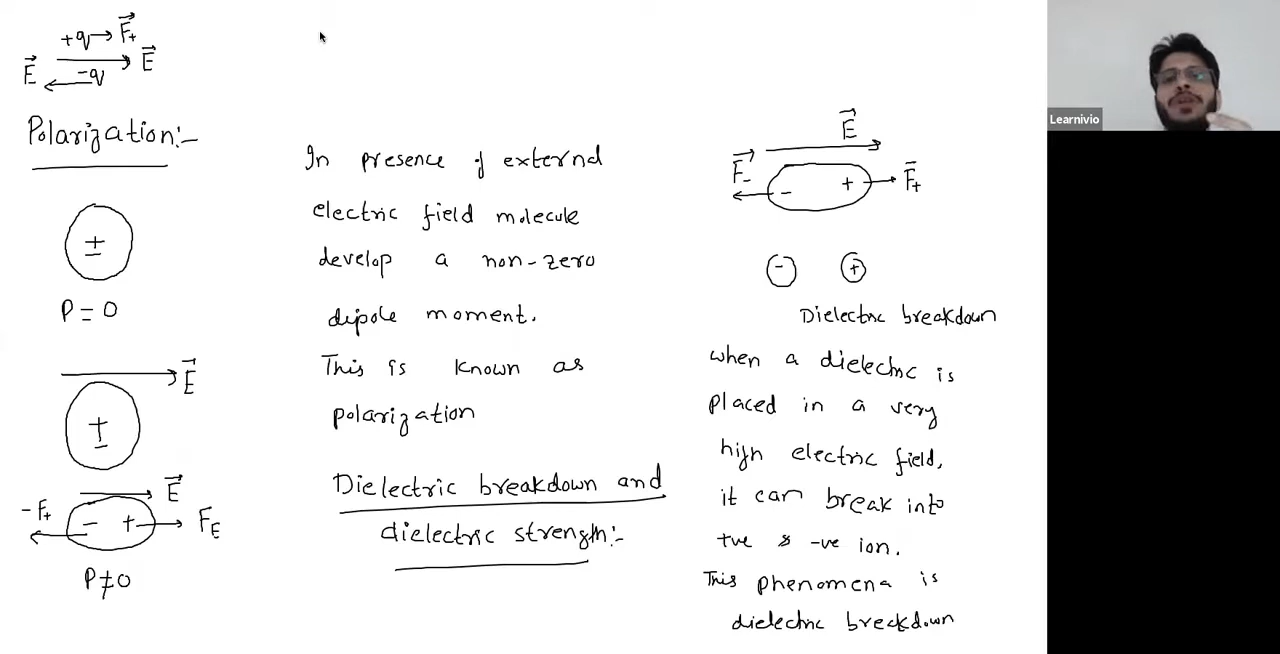 +q → F⃗+
E⃗ → E⃗
← -q
Polarization:-
±
P = 0
E⃗
±
E⃗
-F+ - + FE
P ≠ 0
In presence of external
electric field molecule
develop a non-zero
dipole moment.
This is known as
polarization
Dielectric breakdown and
dielectric strength:-
E⃗
F⃗- - + F⃗+
- +
Dielectric breakdown
when a dielectric is
placed in a very
high electric field,
it can break into
+ve & -ve ion.
This phenomena is
dielectric breakdown
Learnivio